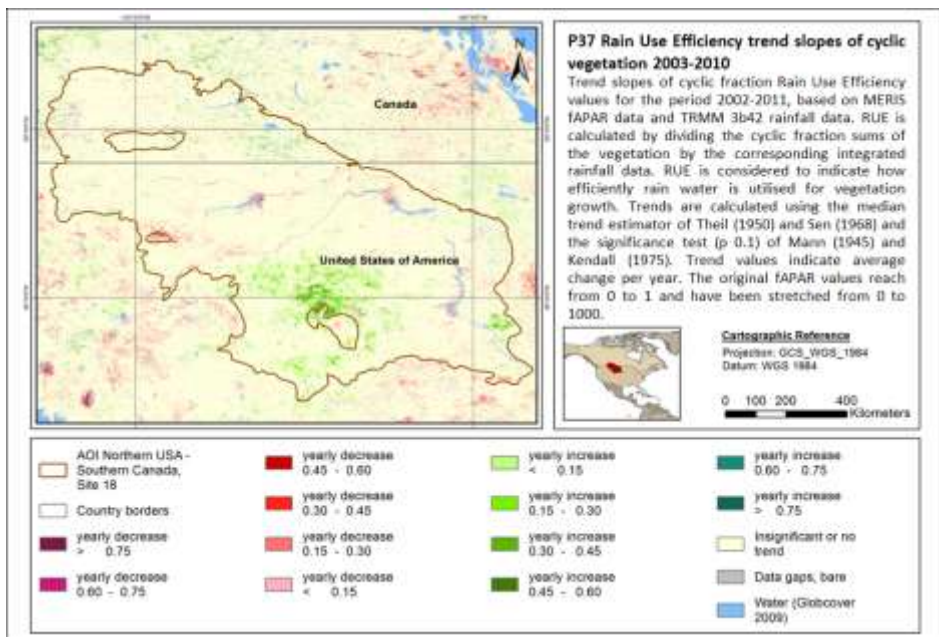 N
Canada
United States of America
P37 Rain Use Efficiency trend slopes of cyclic
vegetation 2003-2010
Trend slopes of cyclic fraction Rain Use Efficiency
values for the period 2002-2011, based on MERIS
fAPAR data and TRMM 3b42 rainfall data. RUE is
calculated by dividing the cyclic fraction sums of
the vegetation by the corresponding integrated
rainfall data. RUE is considered to indicate how
efficiently rain water is utilised for vegetation
growth. Trends are calculated using the median
trend estimator of Theil (1950) and Sen (1968) and
the significance test (p 0.1) of Mann (1945) and
Kendall (1975). Trend values indicate average
change per year. The original fAPAR values reach
from 0 to 1 and have been stretched from 0 to
1000.
Cartographic Reference
Projection: GCS_WGS_1984
Datum: WGS 1984
0 100 200 400
Kilometers
AOI Northern USA -
Southern Canada,
Site 18
Country borders
yearly decrease
> 0.75
yearly decrease
0.60 - 0.75
yearly decrease
0.45 - 0.60
yearly decrease
0.30 - 0.45
yearly decrease
0.15 - 0.30
yearly decrease
< 0.15
yearly increase
< 0.15
yearly increase
0.15 - 0.30
yearly increase
0.30 - 0.45
yearly increase
0.45 - 0.60
yearly increase
0.60 - 0.75
yearly increase
> 0.75
Insignificant or no
trend
Data gaps, bare
Water (Globcover
2009)